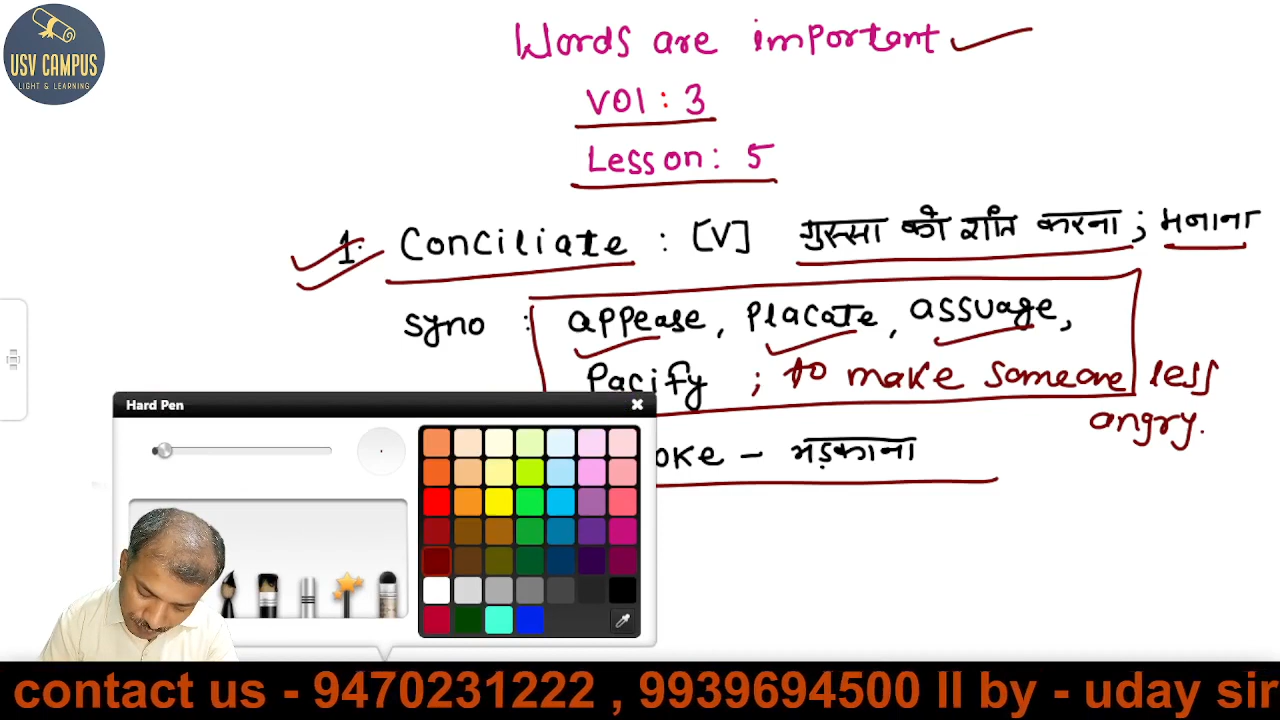 USV CAMPUS
LIGHT & LEARNING
Words are important
VOl : 3
Lesson : 5
1. Conciliate : [V] गुस्सा को शांत करना ; मनाना
Syno : appease, Placate, assuage,
Pacify ; to make someone less
angry.
Hard Pen
oke - भड़काना
contact us - 9470231222 , 9939694500 II by - uday sir